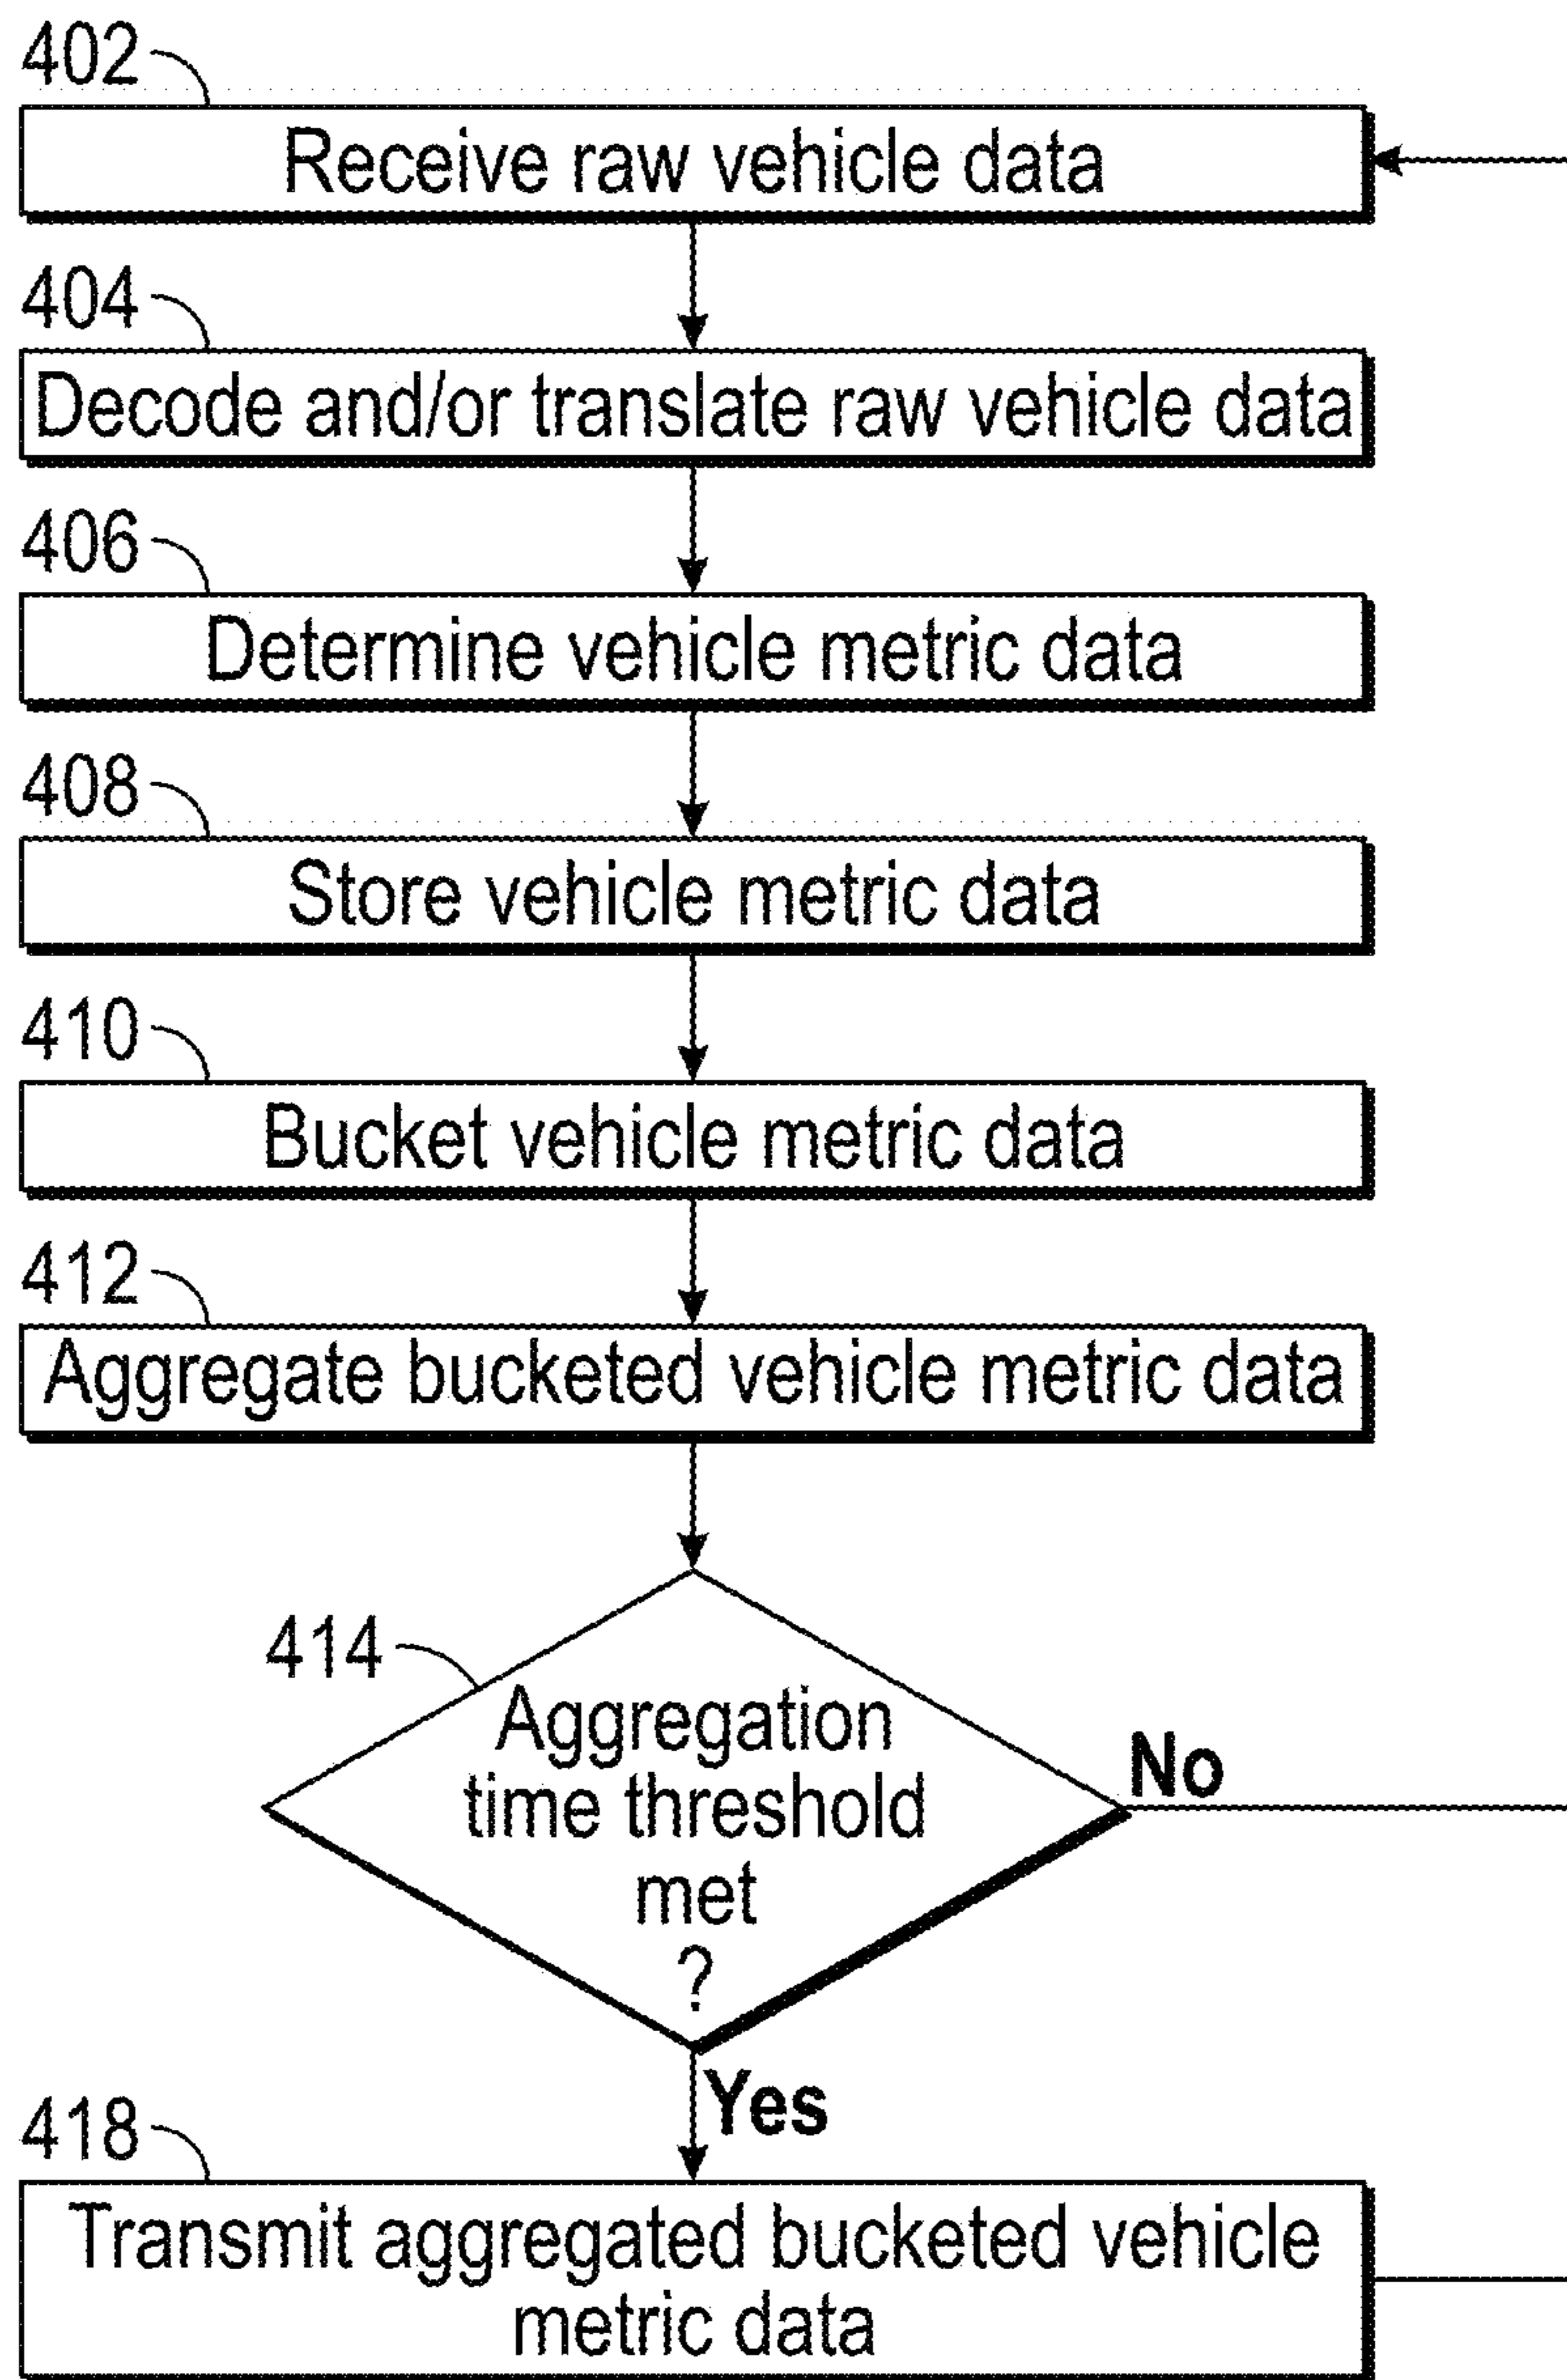 402
Receive raw vehicle data
404
Decode and/or translate raw vehicle data
406
Determine vehicle metric data
408
Store vehicle metric data
410
Bucket vehicle metric data
412
Aggregate bucketed vehicle metric data
414
Aggregation
time threshold
met
?
No
Yes
418
Transmit aggregated bucketed vehicle
metric data